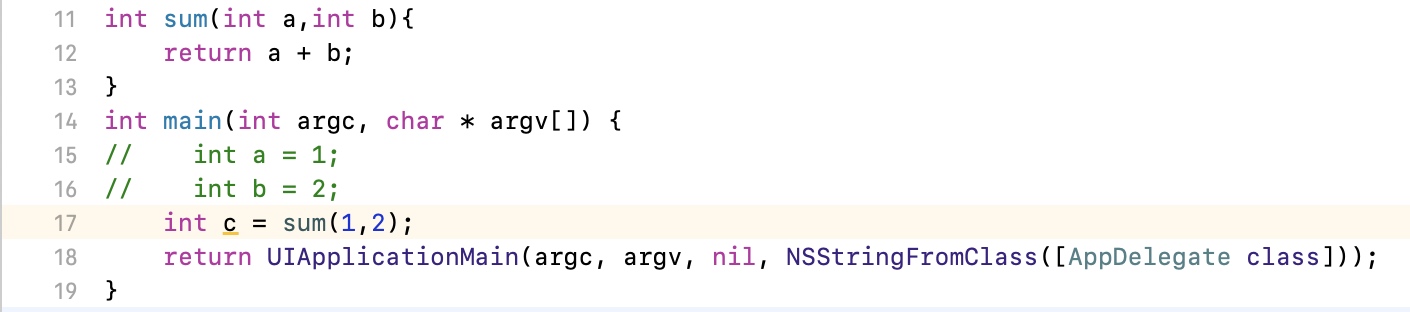 11 int sum(int a,int b){
12     return a + b;
13 }
14 int main(int argc, char * argv[]) {
15 //    int a = 1;
16 //    int b = 2;
17     int c = sum(1,2);
18     return UIApplicationMain(argc, argv, nil, NSStringFromClass([AppDelegate class]));
19 }